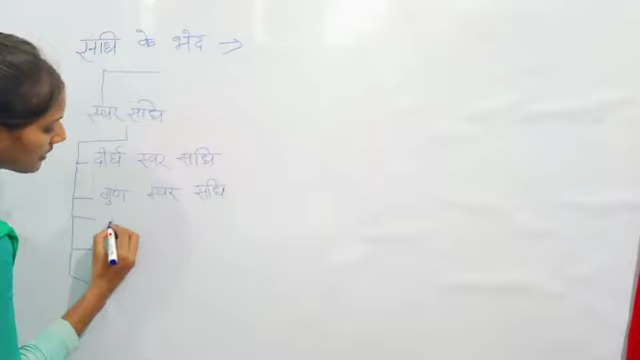 संधि के भेद →
स्वर संधि
दीर्घ स्वर संधि
गुण स्वर संधि